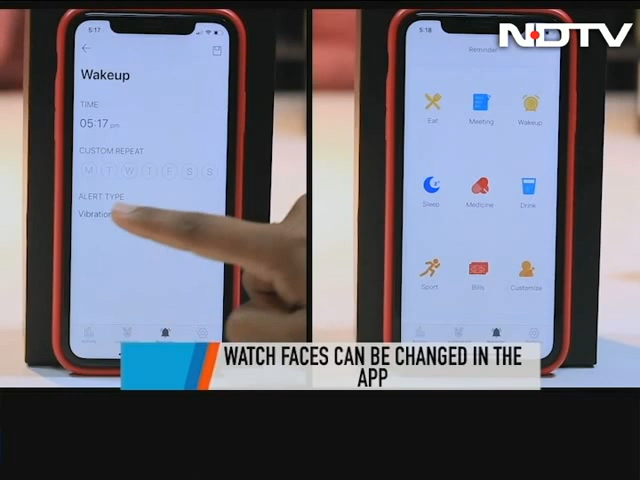 NDTV
5:17
Wakeup
TIME
05:17 pm
CUSTOM REPEAT
M T W T F S S
ALERT TYPE
Vibration
5:18
Reminder
Eat Meeting Wakeup
Sleep Medicine Drink
Sport Bills Customize
WATCH FACES CAN BE CHANGED IN THE
APP